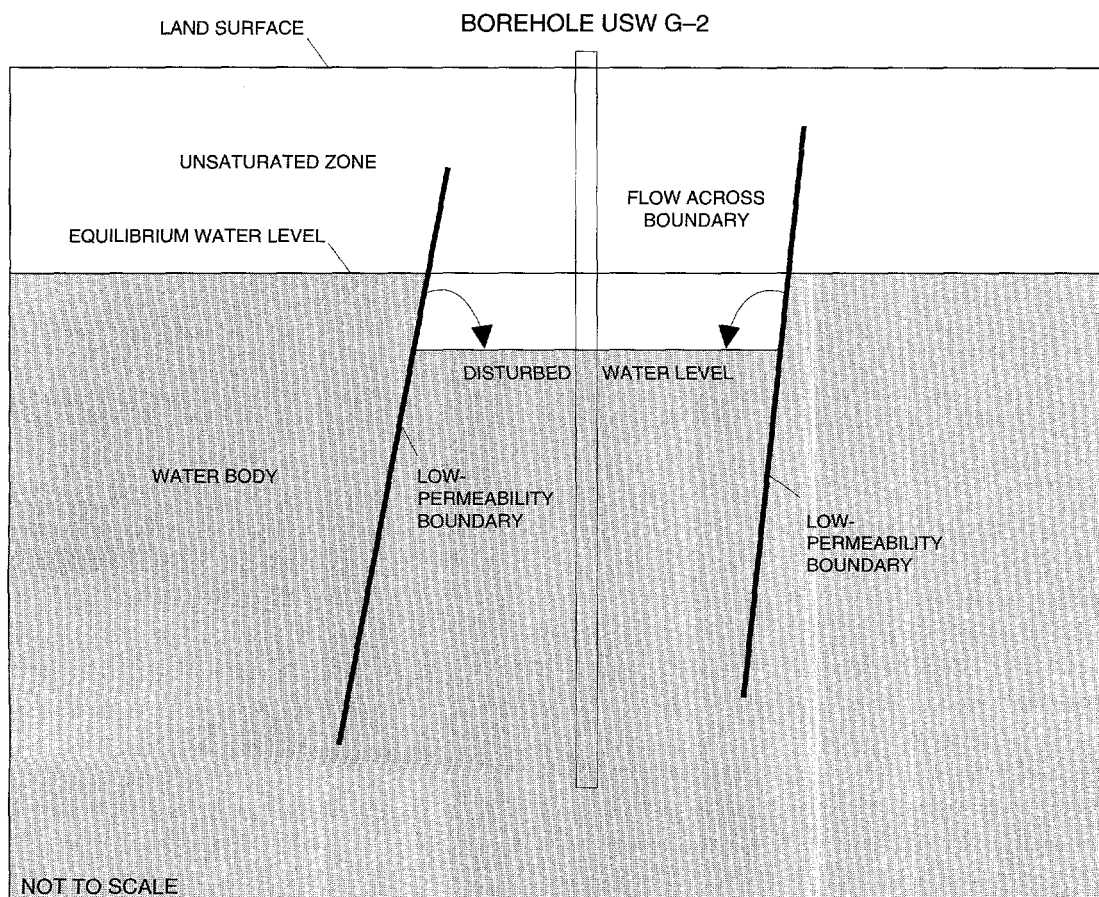 BOREHOLE USW G–2
LAND SURFACE
UNSATURATED ZONE
FLOW ACROSS
BOUNDARY
EQUILIBRIUM WATER LEVEL
DISTURBED WATER LEVEL
WATER BODY
LOW-
PERMEABILITY
BOUNDARY
LOW-
PERMEABILITY
BOUNDARY
NOT TO SCALE